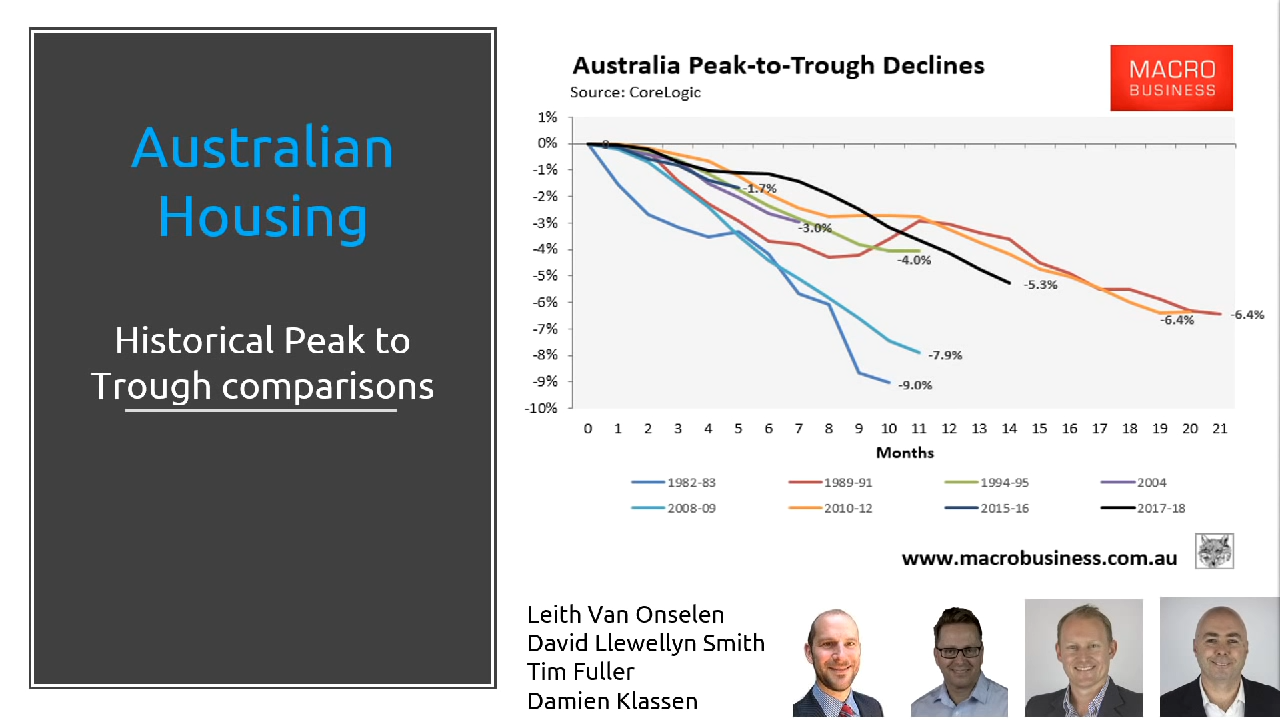 Australian
Housing
Historical Peak to
Trough comparisons
Australia Peak-to-Trough Declines
Source: CoreLogic
MACRO
BUSINESS
1%
0%
-1%
-2%
-3%
-4%
-5%
-6%
-7%
-8%
-9%
-10%
0
-1.7%
-3.0%
-4.0%
-5.3%
-6.4%
-6.4%
-7.9%
-9.0%
0 1 2 3 4 5 6 7 8 9 10 11 12 13 14 15 16 17 18 19 20 21
Months
1982-83 1989-91 1994-95 2004
2008-09 2010-12 2015-16 2017-18
www.macrobusiness.com.au
Leith Van Onselen
David Llewellyn Smith
Tim Fuller
Damien Klassen